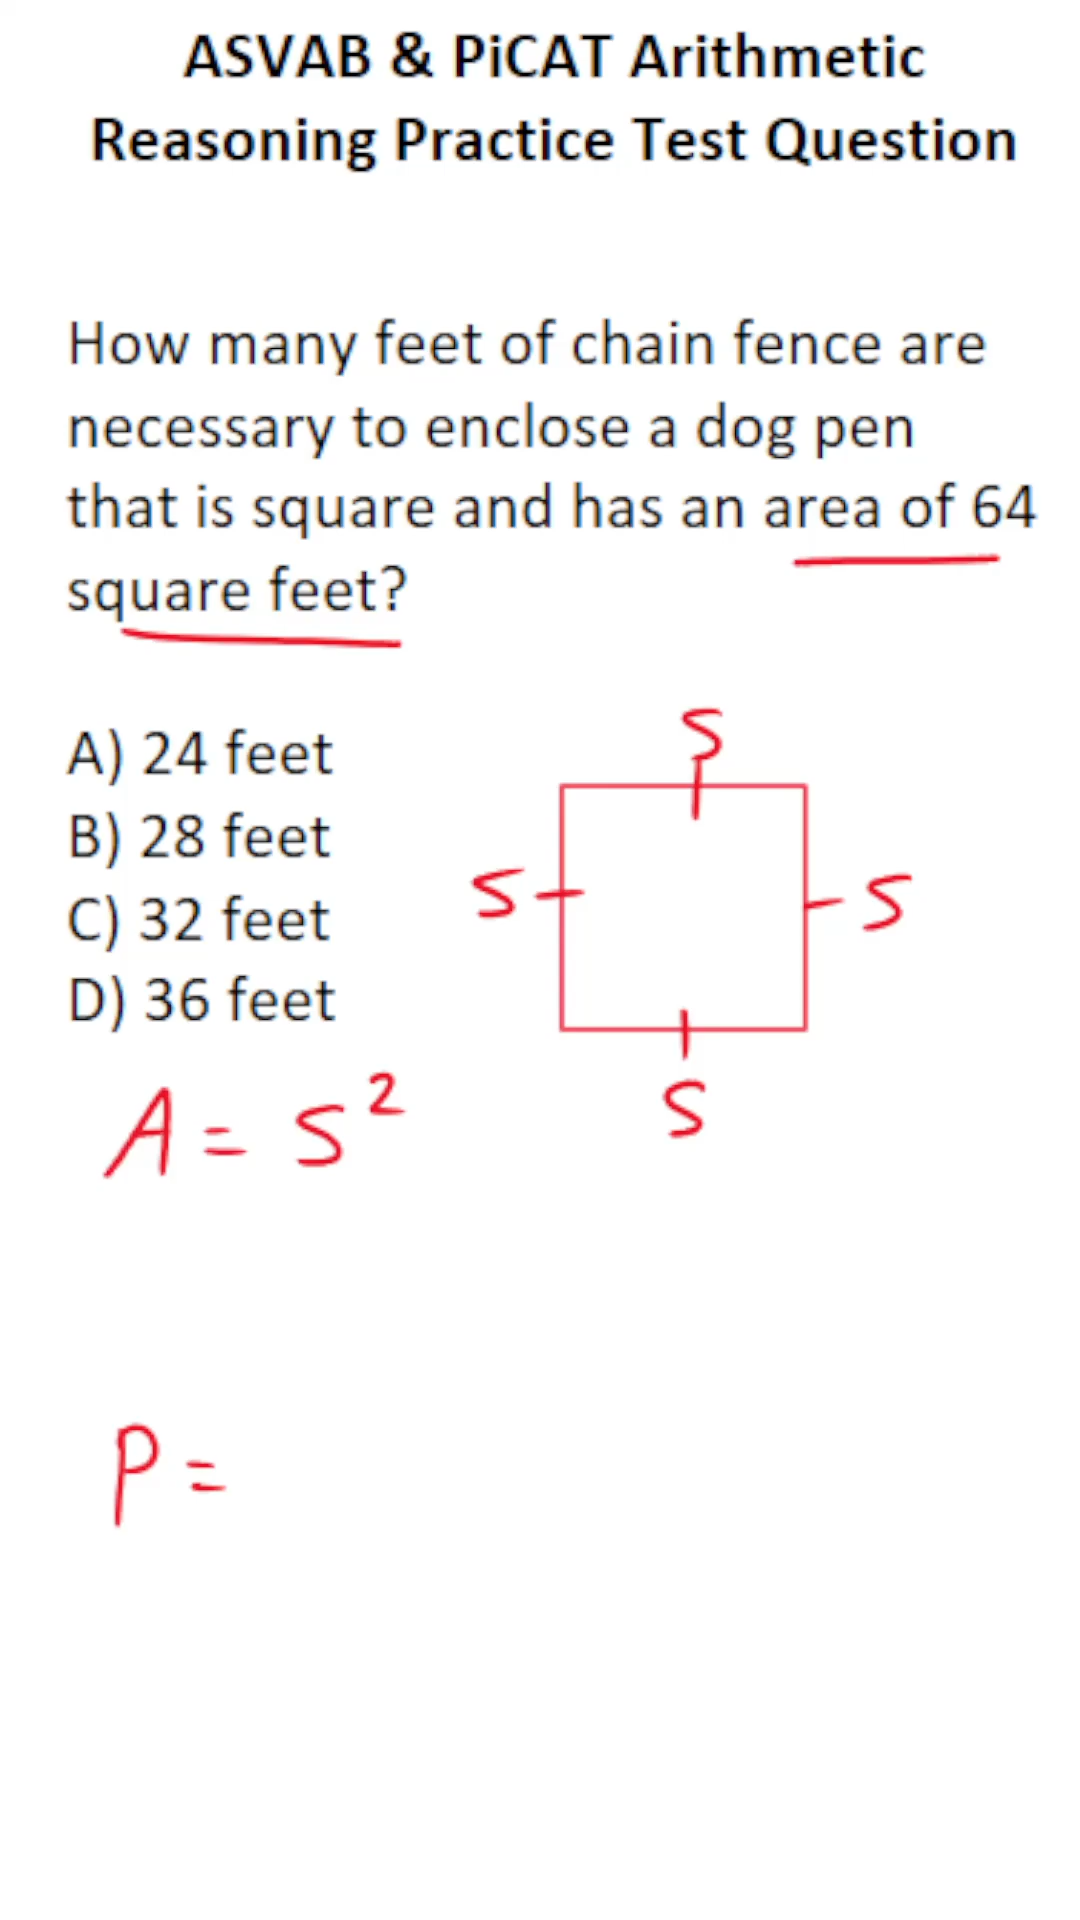 ASVAB & PiCAT Arithmetic
Reasoning Practice Test Question
How many feet of chain fence are
necessary to enclose a dog pen
that is square and has an area of 64
square feet?
A) 24 feet
B) 28 feet
C) 32 feet
D) 36 feet
S
S
S
S
A = S²
P =